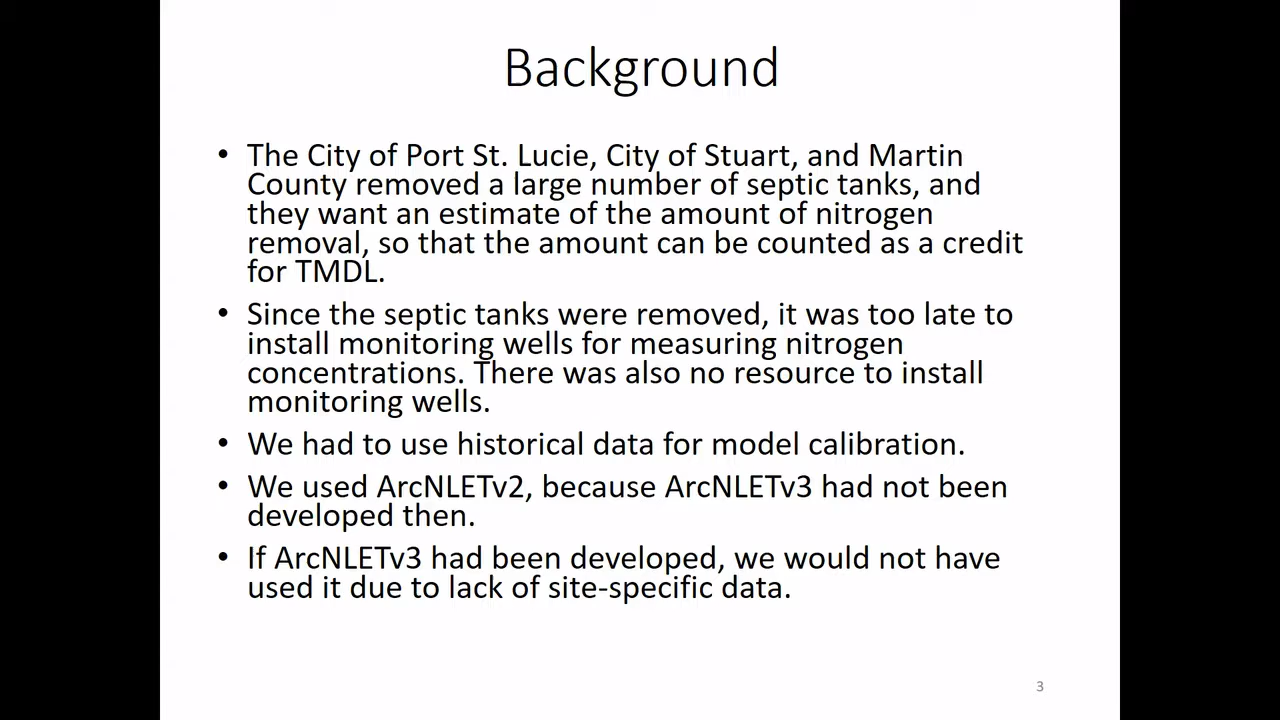 Background
• The City of Port St. Lucie, City of Stuart, and Martin
County removed a large number of septic tanks, and
they want an estimate of the amount of nitrogen
removal, so that the amount can be counted as a credit
for TMDL.
• Since the septic tanks were removed, it was too late to
install monitoring wells for measuring nitrogen
concentrations. There was also no resource to install
monitoring wells.
• We had to use historical data for model calibration.
• We used ArcNLETv2, because ArcNLETv3 had not been
developed then.
• If ArcNLETv3 had been developed, we would not have
used it due to lack of site-specific data.
3